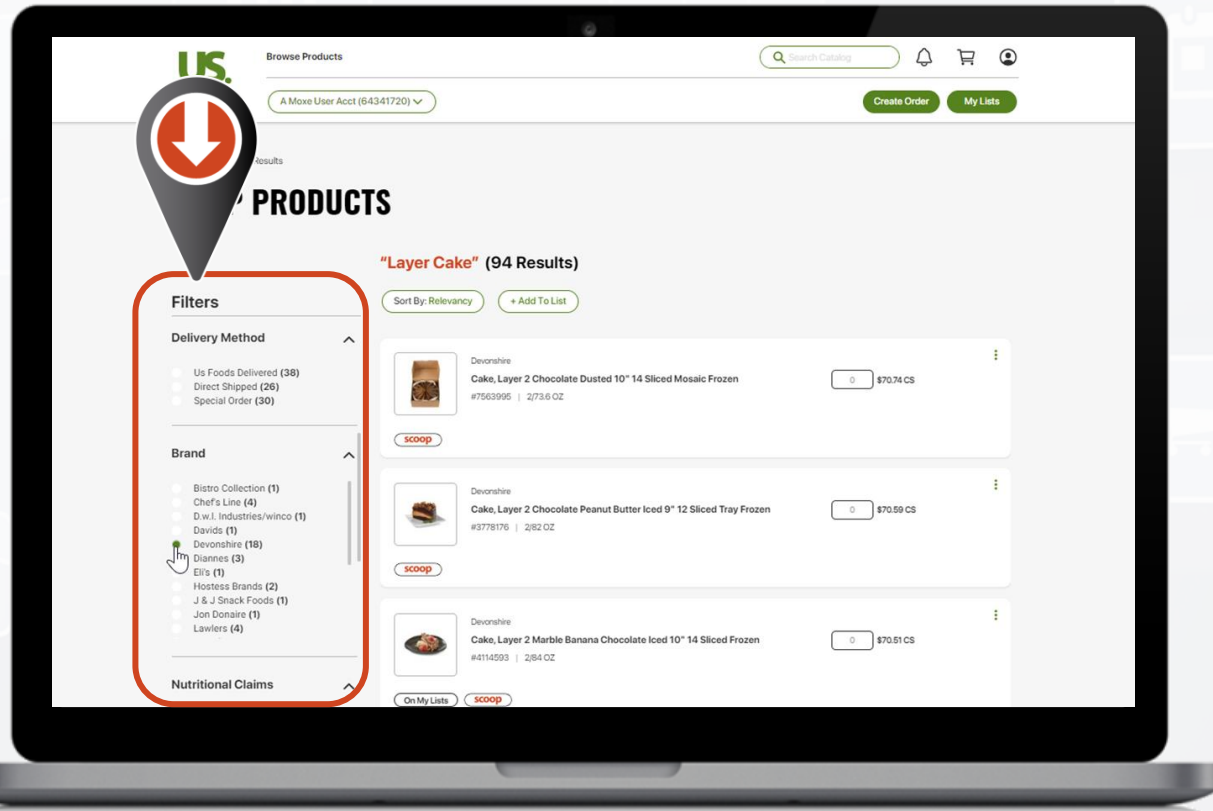 US.
Browse Products
Search Catalog
A Moxe User Acct (64341720)
Create Order
My Lists
Results
PRODUCTS
"Layer Cake" (94 Results)
Sort By: Relevancy
+ Add To List
Filters
Delivery Method
Us Foods Delivered (38)
Direct Shipped (26)
Special Order (30)
Brand
Bistro Collection (1)
Chef's Line (4)
D.w.l. Industries/winco (1)
Davids (1)
Devonshire (18)
Diannes (3)
Eli's (1)
Hostess Brands (2)
J & J Snack Foods (1)
Jon Donaire (1)
Lawlers (4)
Nutritional Claims
Devonshire
Cake, Layer 2 Chocolate Dusted 10" 14 Sliced Mosaic Frozen
#7563995 | 2/73.6 OZ
0 $70.74 CS
scoop
Devonshire
Cake, Layer 2 Chocolate Peanut Butter Iced 9" 12 Sliced Tray Frozen
#3778176 | 2/82 OZ
0 $70.59 CS
scoop
Devonshire
Cake, Layer 2 Marble Banana Chocolate Iced 10" 14 Sliced Frozen
#4114593 | 2/84 OZ
0 $70.51 CS
On My Lists
scoop